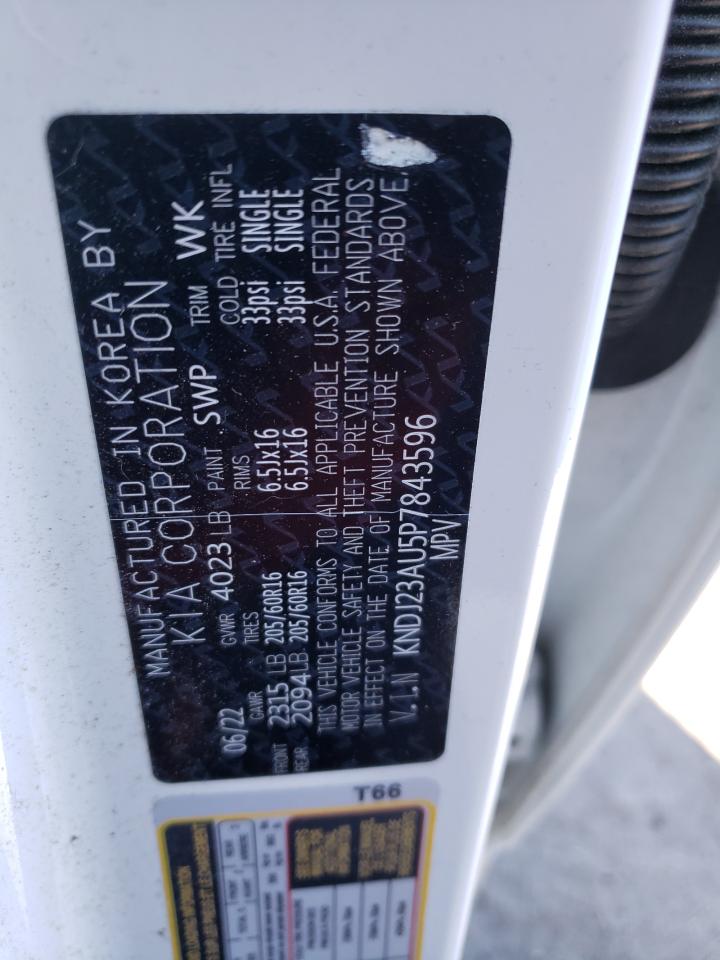 MANUFACTURED IN KOREA BY
KIA CORPORATION
06/22 GVWR 4023 LB PAINT SWP TRIM WK
GAWR TIRES RIMS COLD TIRE INFL
FRONT 2315 LB 205/60R16 6.5Jx16 33psi SINGLE
REAR 2094 LB 205/60R16 6.5Jx16 33psi SINGLE
THIS VEHICLE CONFORMS TO ALL APPLICABLE U.S.A. FEDERAL
MOTOR VEHICLE SAFETY AND THEFT PREVENTION STANDARDS
IN EFFECT ON THE DATE OF MANUFACTURE SHOWN ABOVE.
V.I.N KNDJ23AU5P7843596
MPV
T66